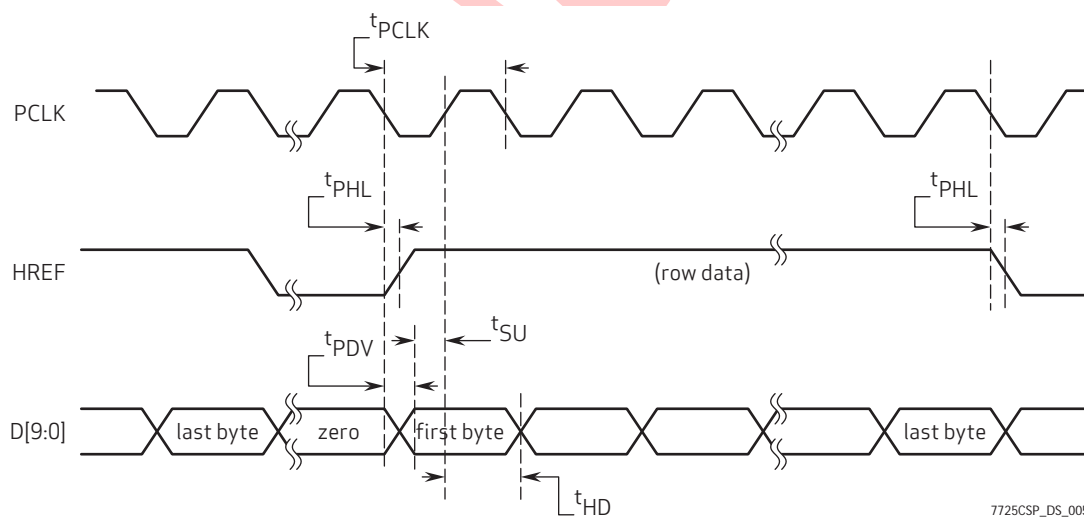 tPCLK
PCLK
tPHL
tPHL
HREF
(row data)
tSU
tPDV
D[9:0]
last byte
zero
first byte
last byte
tHD
7725CSP_DS_005